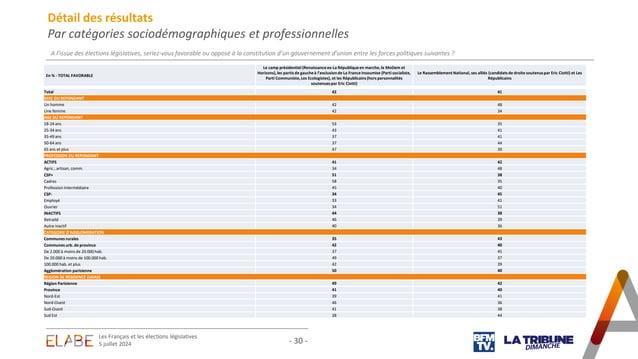 Détail des résultats
Par catégories sociodémographiques et professionnelles
A l'issue des élections législatives, seriez-vous favorable ou opposé à la constitution d'un gouvernement d'union entre les forces politiques suivantes ?
En % - TOTAL FAVORABLE
Le camp présidentiel (Renaissance ex-La République en marche, le MoDem et
Horizons), les partis de gauche à l'exclusion de La France Insoumise (Parti socialiste,
Parti Communiste, Les Ecologistes), et les Républicains (hors personnalités
soutenues par Eric Ciotti)
Le Rassemblement National, ses alliés (candidats de droite soutenus par Eric Ciotti) et Les
Républicains
Total 42 41
SEXE DU REPONDANT
Un homme 42 48
Une femme 42 34
AGE DU REPONDANT
18-24 ans 53 35
25-34 ans 43 41
35-49 ans 37 41
50-64 ans 37 44
65 ans et plus 47 39
PROFESSION DU REPONDANT
ACTIFS 41 42
Agric., artisan, comm. 34 48
CSP+ 51 38
Cadres 58 35
Profession intermédiaire 45 40
CSP- 34 45
Employé 33 41
Ouvrier 34 51
INACTIFS 44 38
Retraité 46 39
Autre inactif 40 36
CATEGORIE D'AGGLOMERATION
Communes rurales 35 43
Communes urb. de province 42 40
De 2.000 à moins de 20.000 hab. 37 45
De 20.000 à moins de 100.000 hab. 49 37
100.000 hab. et plus 42 39
Agglomération parisienne 50 40
REGION DE RESIDENCE (UDA5)
Région Parisienne 49 42
Province 41 40
Nord-Est 39 41
Nord-Ouest 46 36
Sud-Ouest 41 38
Sud-Est 38 44
ELABE
Les Français et les élections législatives
5 juillet 2024
- 30 -
BFM
TV.
LA TRIBUNE
DIMANCHE